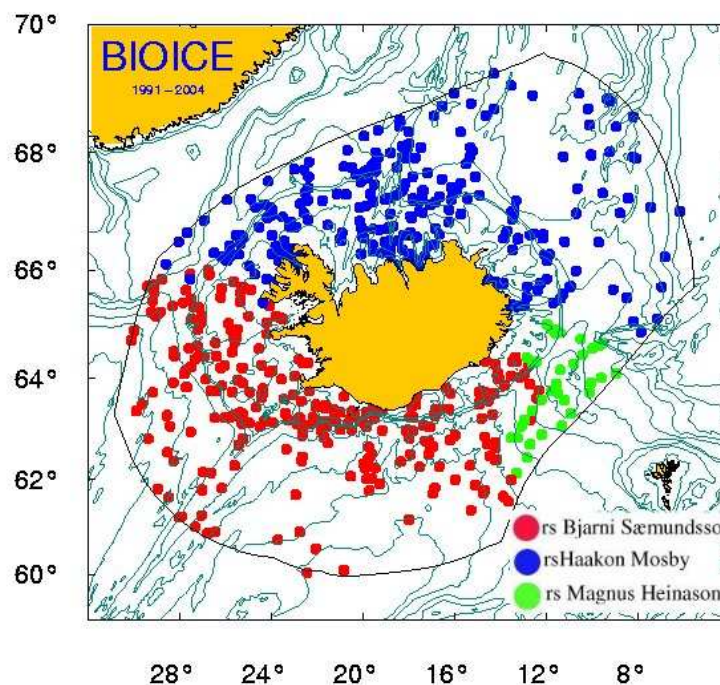 70°
BIOICE
1991-2004
68°
66°
64°
62°
60°
rs Bjarni Sæmundsso
rsHaakon Mosby
rs Magnus Heinason
28° 24° 20° 16° 12° 8°